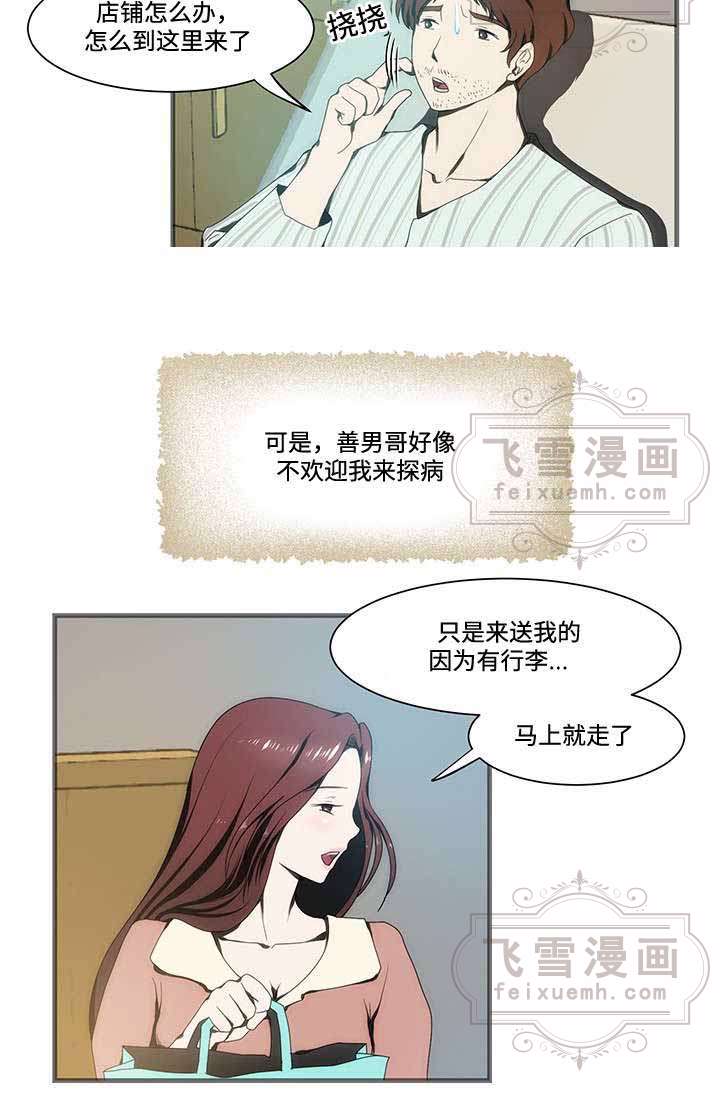 店铺怎么办，
怎么到这里来了
挠挠
可是，善男哥好像
不欢迎我来探病
飞雪漫画
feixuemh.com
只是来送我的
因为有行李...
马上就走了
飞雪漫画
feixuemh.com